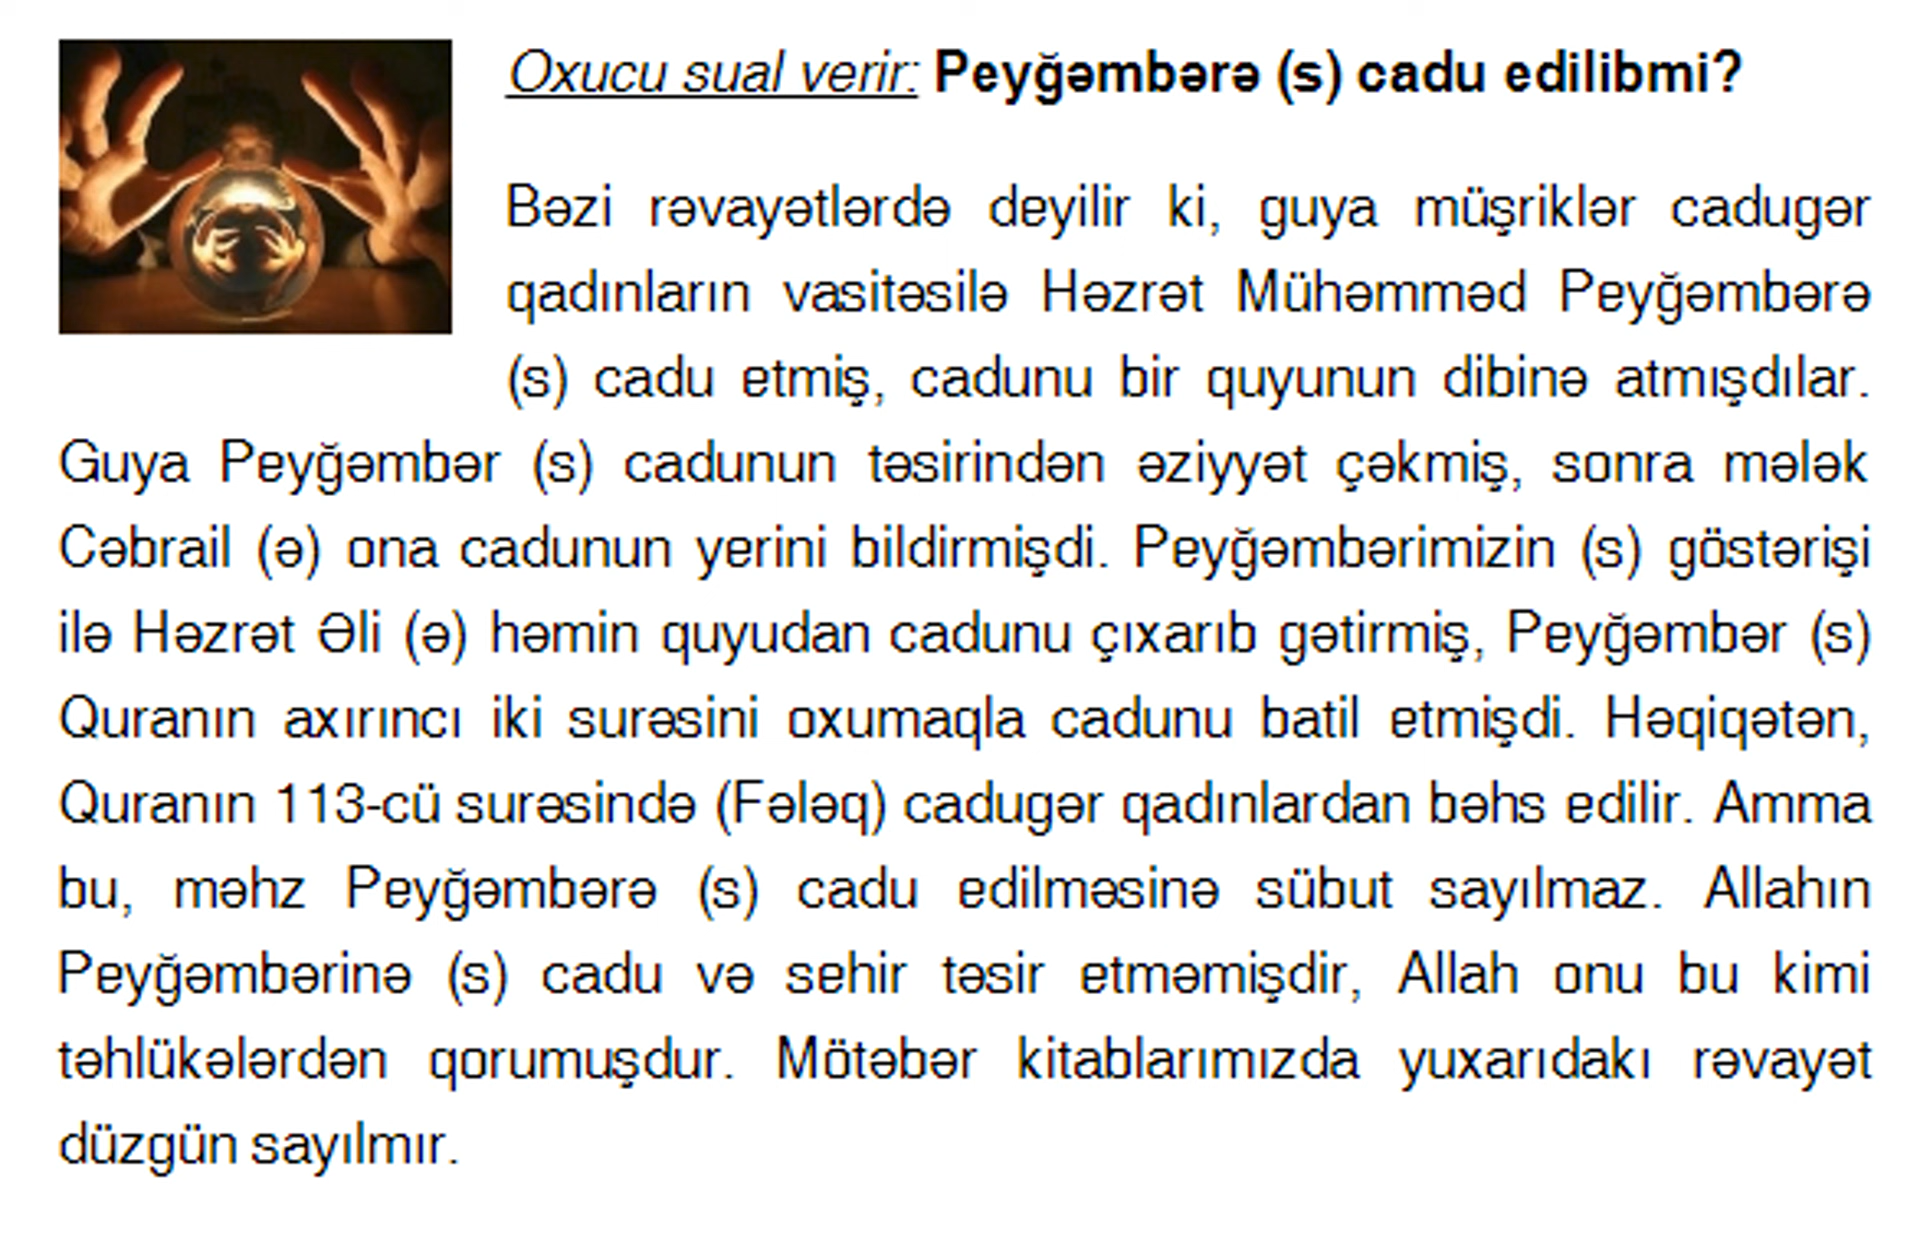 Oxucu sual verir: Peyğəmbərə (s) cadu edilibmi?
Bəzi rəvayətlərdə deyilir ki, guya müşriklər cadugər
qadınların vasitəsilə Həzrət Mühəmməd Peyğəmbərə
(s) cadu etmiş, cadunu bir quyunun dibinə atmışdılar.
Guya Peyğəmbər (s) cadunun təsirindən əziyyət çəkmiş, sonra mələk
Cəbrail (ə) ona cadunun yerini bildirmişdi. Peyğəmbərimizin (s) göstərişi
ilə Həzrət Əli (ə) həmin quyudan cadunu çıxarıb gətirmiş, Peyğəmbər (s)
Quranın axırıncı iki surəsini oxumaqla cadunu batil etmişdi. Həqiqətən,
Quranın 113-cü surəsində (Fələq) cadugər qadınlardan bəhs edilir. Amma
bu, məhz Peyğəmbərə (s) cadu edilməsinə sübut sayılmaz. Allahın
Peyğəmbərinə (s) cadu və sehir təsir etməmişdir, Allah onu bu kimi
təhlükələrdən qorumuşdur. Mötəbər kitablarımızda yuxarıdakı rəvayət
düzgün sayılmır.